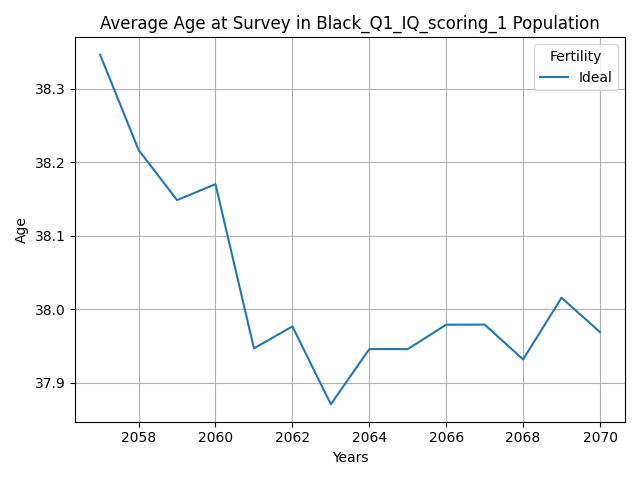 Average Age at Survey in Black_Q1_IQ_scoring_1 Population
Fertility
Ideal
38.3
38.2
38.1
38.0
37.9
Age
2058 2060 2062 2064 2066 2068 2070
Years